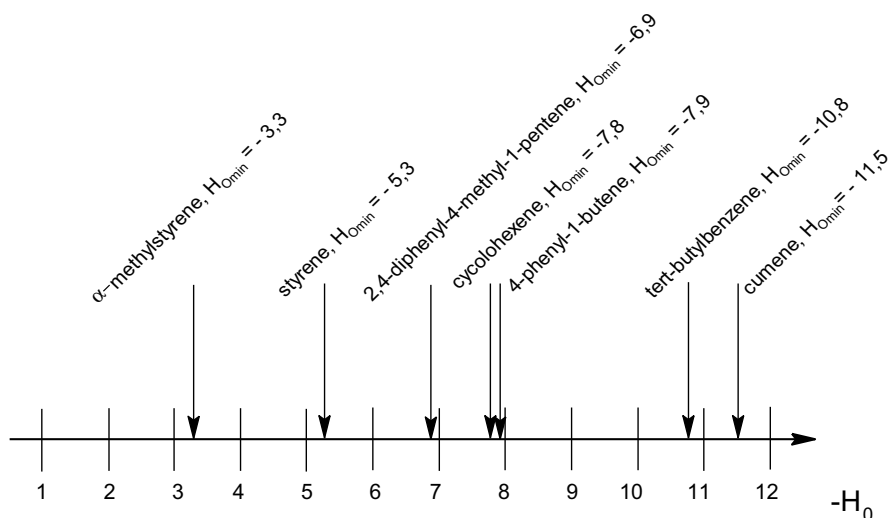 α-methylstyrene, H0min = - 3,3
styrene, H0min = - 5,3
2,4-diphenyl-4-methyl-1-pentene, H0min = -6,9
cycolohexene, H0min = -7,8
4-phenyl-1-butene, H0min = -7,9
tert-butylbenzene, H0min = -10,8
cumene, H0min= - 11,5
1 2 3 4 5 6 7 8 9 10 11 12
-H0